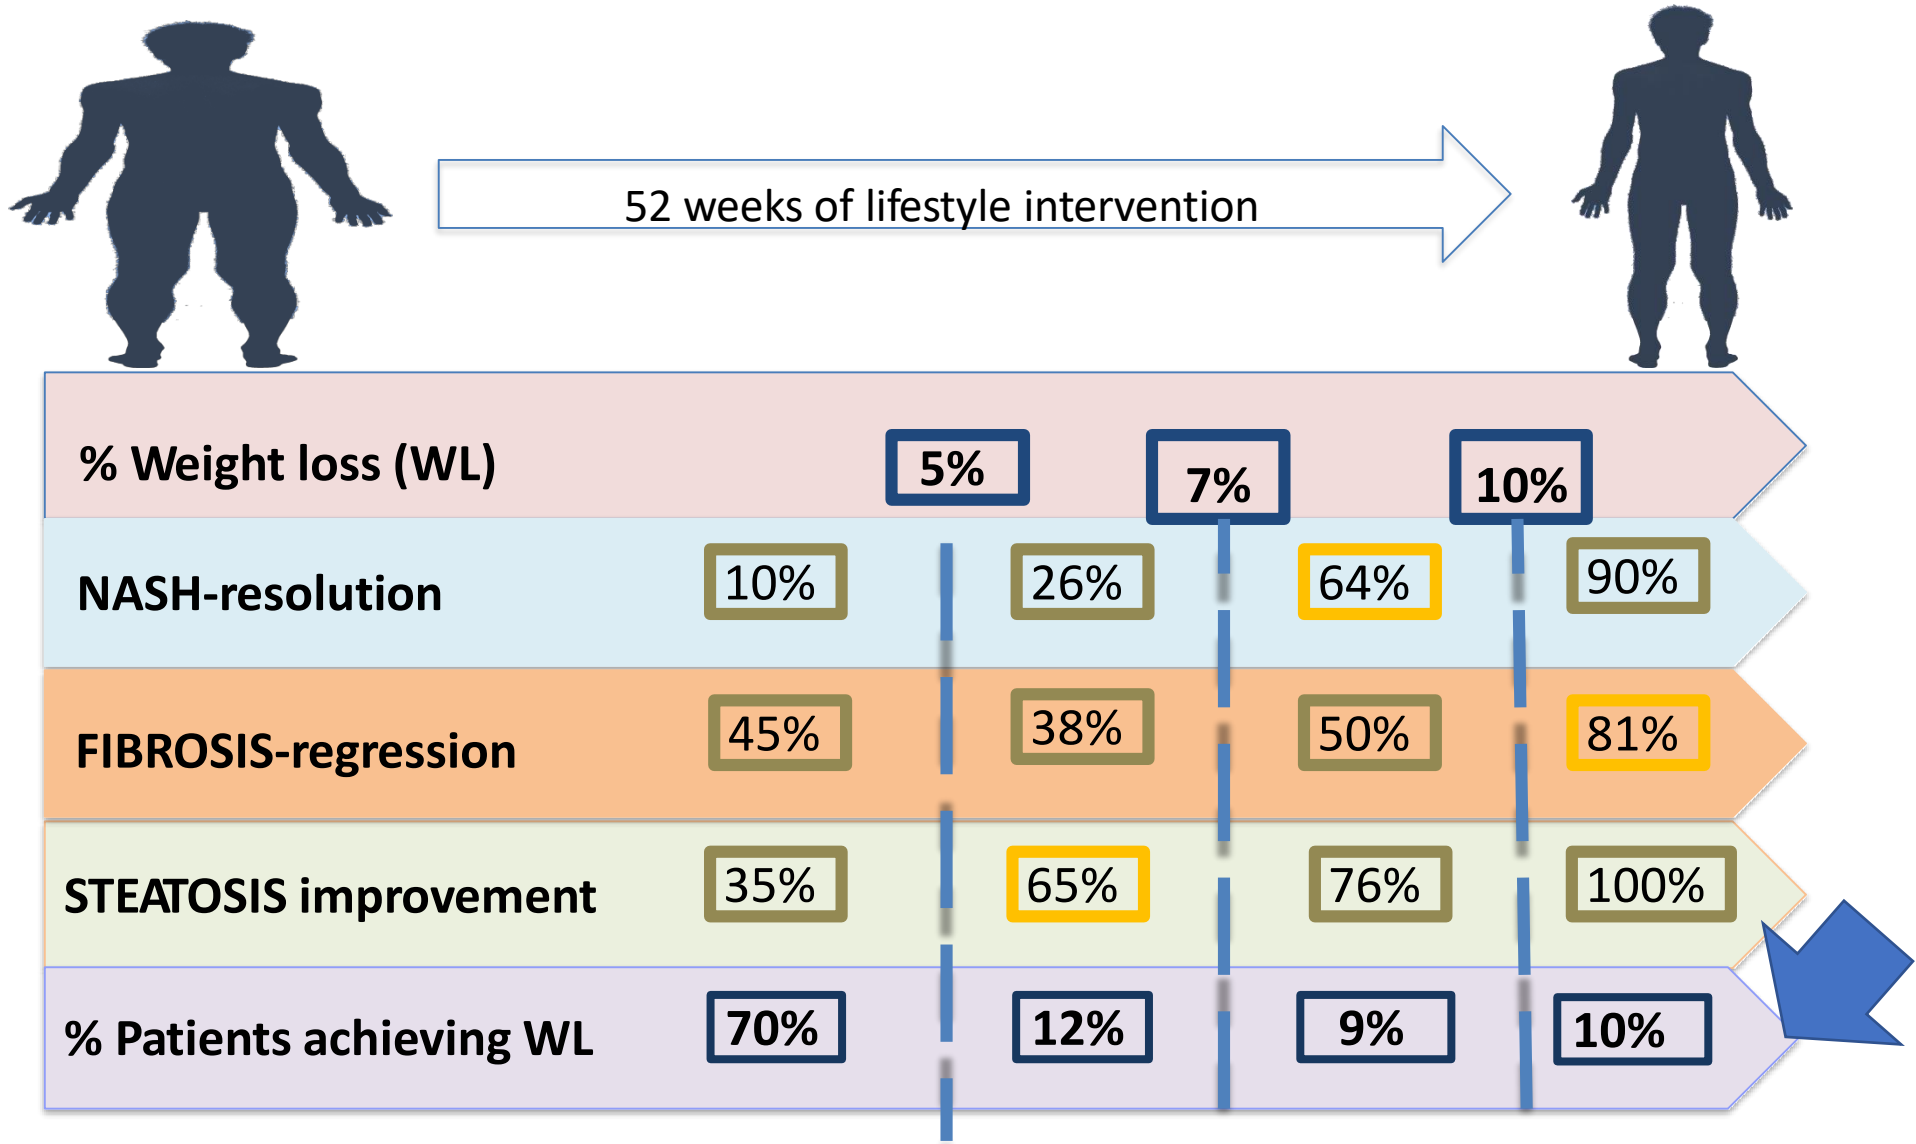 52 weeks of lifestyle intervention
% Weight loss (WL) 5% 7% 10%
NASH-resolution 10% 26% 64% 90%
FIBROSIS-regression 45% 38% 50% 81%
STEATOSIS improvement 35% 65% 76% 100%
% Patients achieving WL 70% 12% 9% 10%